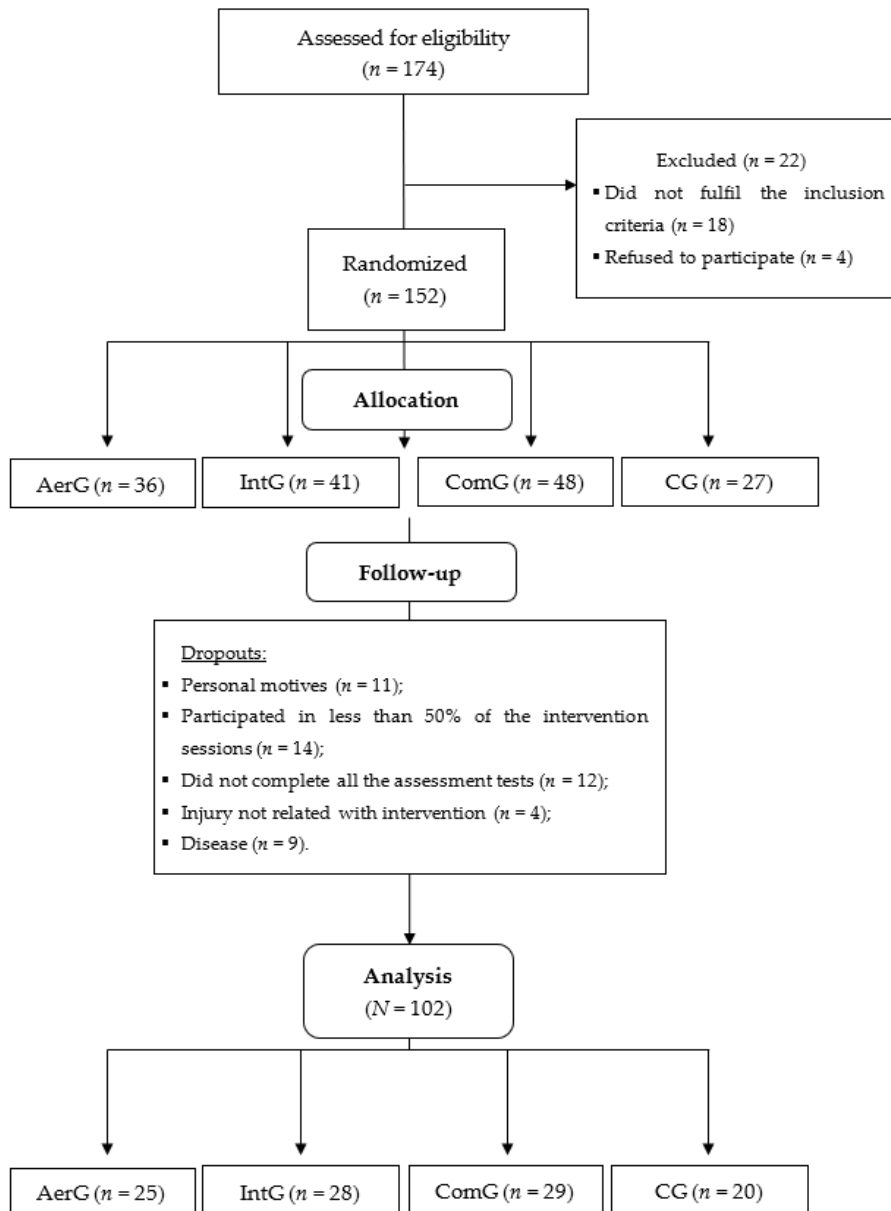 Assessed for eligibility
(n = 174)
Excluded (n = 22)
▪ Did not fulfil the inclusion
criteria (n = 18)
▪ Refused to participate (n = 4)
Randomized
(n = 152)
Allocation
AerG (n = 36)
IntG (n = 41)
ComG (n = 48)
CG (n = 27)
Follow-up
Dropouts:
▪ Personal motives (n = 11);
▪ Participated in less than 50% of the intervention
sessions (n = 14);
▪ Did not complete all the assessment tests (n = 12);
▪ Injury not related with intervention (n = 4);
▪ Disease (n = 9).
Analysis
(N = 102)
AerG (n = 25)
IntG (n = 28)
ComG (n = 29)
CG (n = 20)